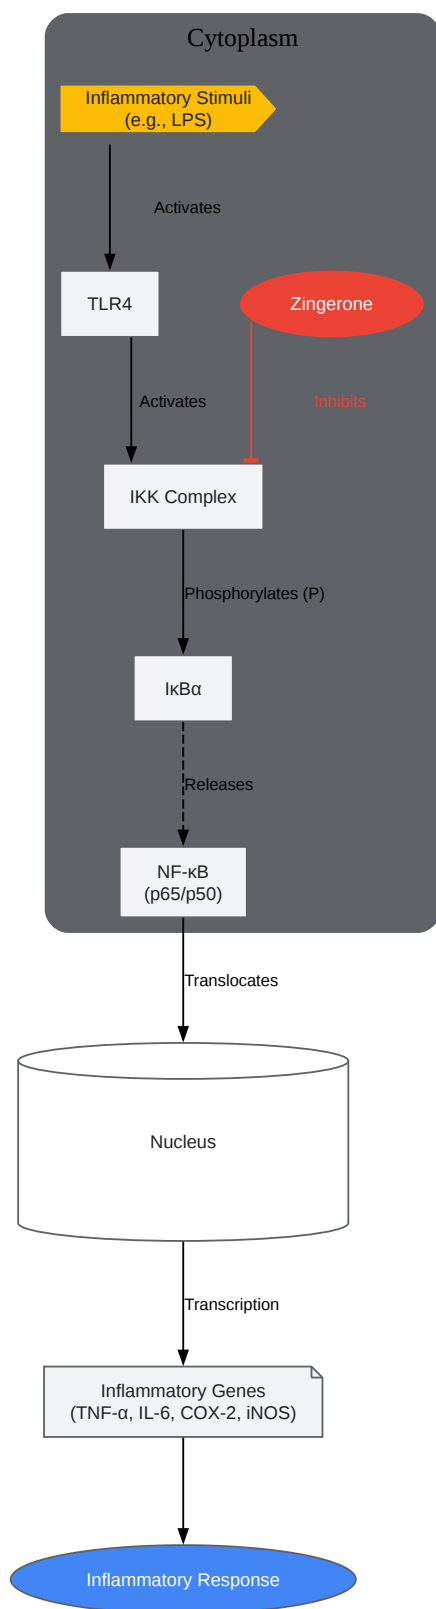 Cytoplasm
Inflammatory Stimuli
(e.g., LPS)
Activates
TLR4
Zingerone
Activates
Inhibits
IKK Complex
Phosphorylates (P)
IκBα
Releases
NF-κB
(p65/p50)
Translocates
Nucleus
Transcription
Inflammatory Genes
(TNF-α, IL-6, COX-2, iNOS)
Inflammatory Response